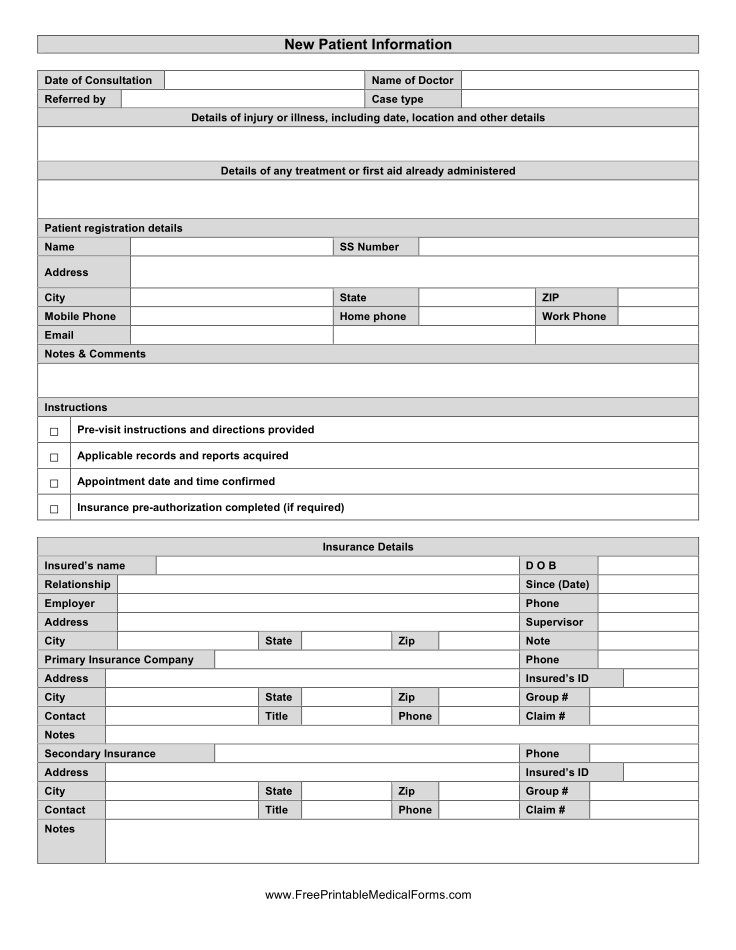 New Patient Information
Date of Consultation Name of Doctor
Referred by Case type
Details of injury or illness, including date, location and other details
Details of any treatment or first aid already administered
Patient registration details
Name SS Number
Address
City State ZIP
Mobile Phone Home phone Work Phone
Email
Notes & Comments
Instructions
☐ Pre-visit instructions and directions provided
☐ Applicable records and reports acquired
☐ Appointment date and time confirmed
☐ Insurance pre-authorization completed (if required)
Insurance Details
Insured's name D O B
Relationship Since (Date)
Employer Phone
Address Supervisor
City State Zip Note
Primary Insurance Company Phone
Address Insured's ID
City State Zip Group #
Contact Title Phone Claim #
Notes
Secondary Insurance Phone
Address Insured's ID
City State Zip Group #
Contact Title Phone Claim #
Notes
www.FreePrintableMedicalForms.com